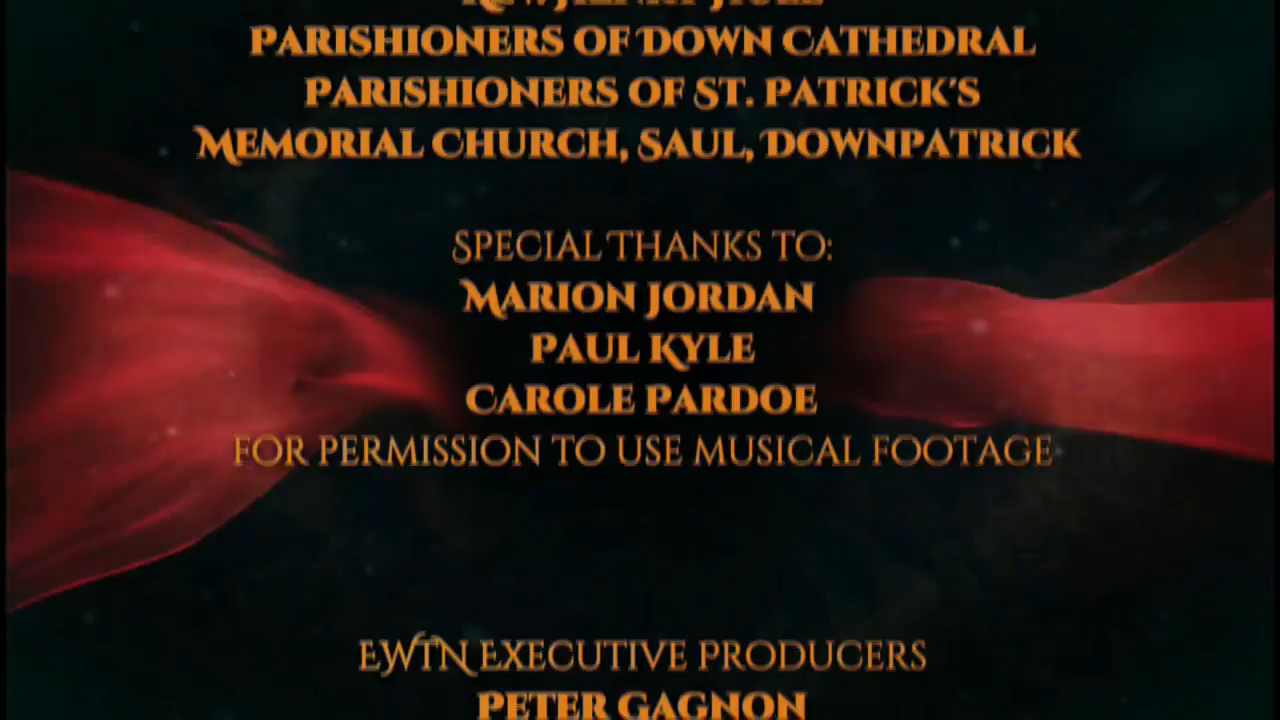 PARISHIONERS OF DOWN CATHEDRAL
PARISHIONERS OF ST. PATRICK'S
MEMORIAL CHURCH, SAUL, DOWNPATRICK
SPECIAL THANKS TO:
MARION JORDAN
PAUL KYLE
CAROLE PARDOE
FOR PERMISSION TO USE MUSICAL FOOTAGE
EWTN EXECUTIVE PRODUCERS
PETER GAGNON